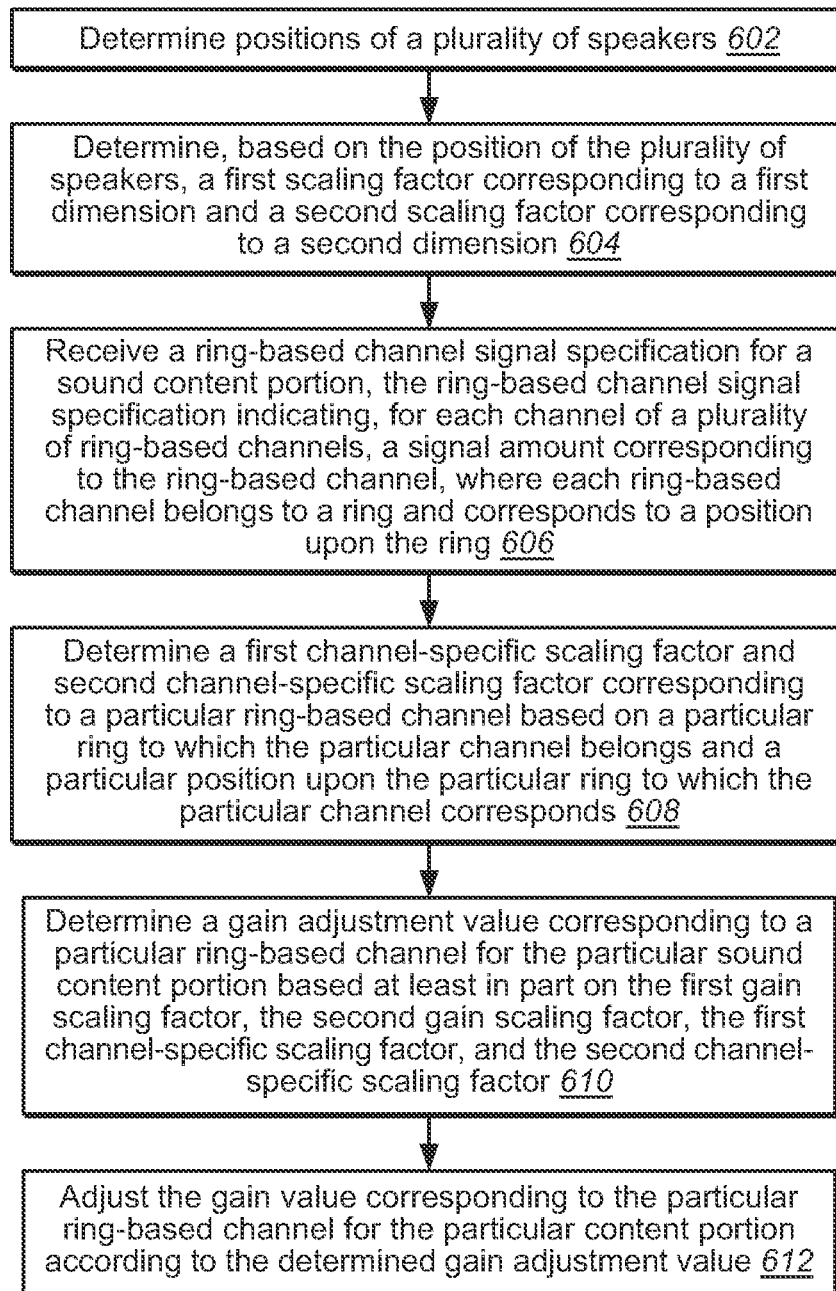 Determine positions of a plurality of speakers 602
Determine, based on the position of the plurality of
speakers, a first scaling factor corresponding to a first
dimension and a second scaling factor corresponding
to a second dimension 604
Receive a ring-based channel signal specification for a
sound content portion, the ring-based channel signal
specification indicating, for each channel of a plurality
of ring-based channels, a signal amount corresponding
to the ring-based channel, where each ring-based
channel belongs to a ring and corresponds to a position
upon the ring 606
Determine a first channel-specific scaling factor and
second channel-specific scaling factor corresponding
to a particular ring-based channel based on a particular
ring to which the particular channel belongs and a
particular position upon the particular ring to which the
particular channel corresponds 608
Determine a gain adjustment value corresponding to a
particular ring-based channel for the particular sound
content portion based at least in part on the first gain
scaling factor, the second gain scaling factor, the first
channel-specific scaling factor, and the second channel-
specific scaling factor 610
Adjust the gain value corresponding to the particular
ring-based channel for the particular content portion
according to the determined gain adjustment value 612